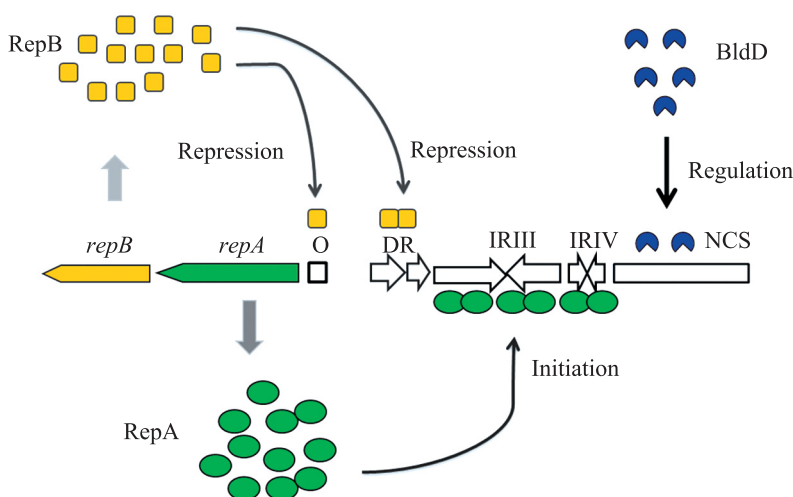 RepB
BldD
Repression
Repression
Regulation
repB
repA
O
DR
IRIII
IRIV
NCS
Initiation
RepA